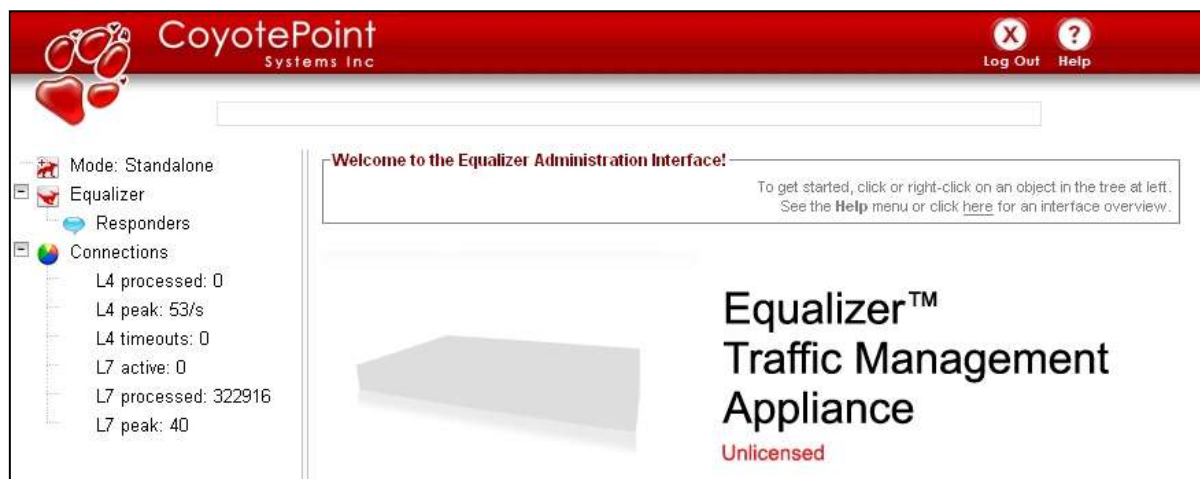 CoyotePoint
Systems Inc
X
?
Log Out
Help
Mode: Standalone
Equalizer
Responders
Connections
L4 processed: 0
L4 peak: 53/s
L4 timeouts: 0
L7 active: 0
L7 processed: 322916
L7 peak: 40
Welcome to the Equalizer Administration Interface!
To get started, click or right-click on an object in the tree at left.
See the Help menu or click here for an interface overview.
Equalizer™
Traffic Management
Appliance
Unlicensed